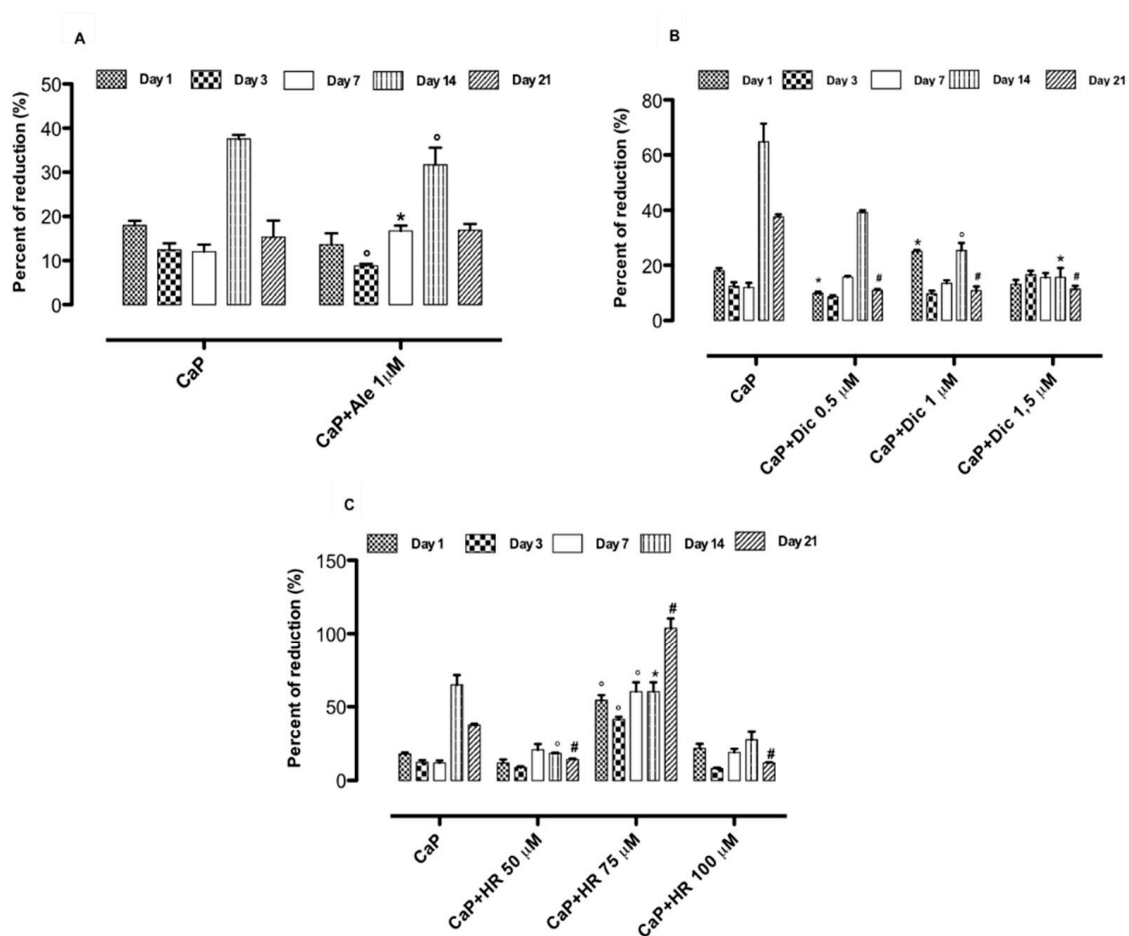 A
Day 1 Day 3 Day 7 Day 14 Day 21
Percent of reduction (%)
50
40
30
20
10
0
° * °
CaP
CaP+Ale 1μM
B
Day 1 Day 3 Day 7 Day 14 Day 21
Percent of reduction (%)
80
60
40
20
0
* # * ° # * #
CaP
CaP+Dic 0.5 μM
CaP+Dic 1 μM
CaP+Dic 1,5 μM
C
Day 1 Day 3 Day 7 Day 14 Day 21
Percent of reduction (%)
150
100
50
0
° # ° ° ° * # #
CaP
CaP+HR 50 μM
CaP+HR 75 μM
CaP+HR 100 μM